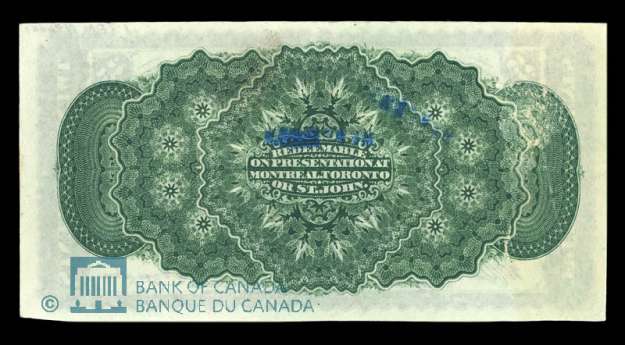 REDEEMABLE
ON PRESENTATION AT
MONTREAL, TORONTO
OR ST. JOHN.
© BANK OF CANADA
BANQUE DU CANADA